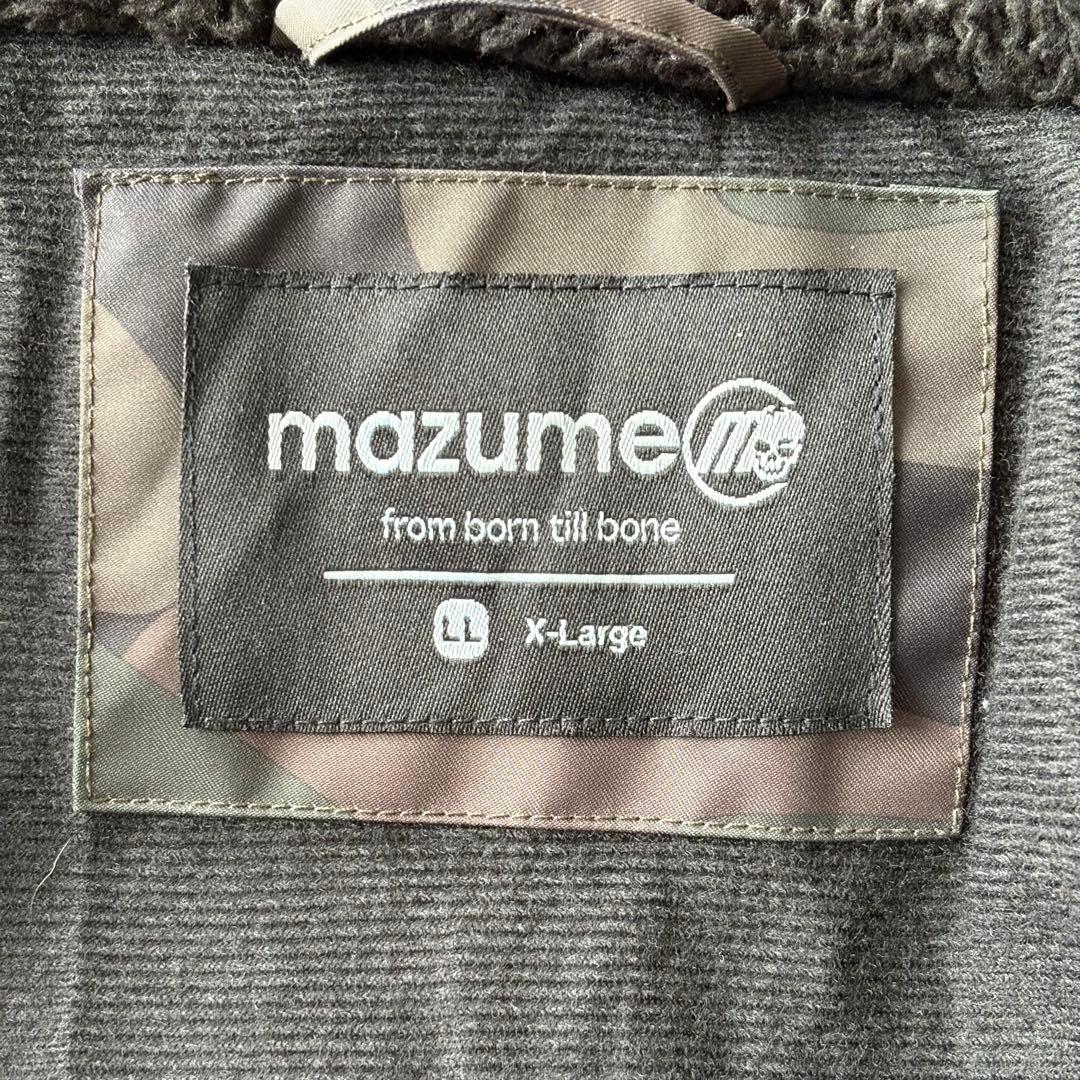 mazume m
from born till bone
LL X-Large